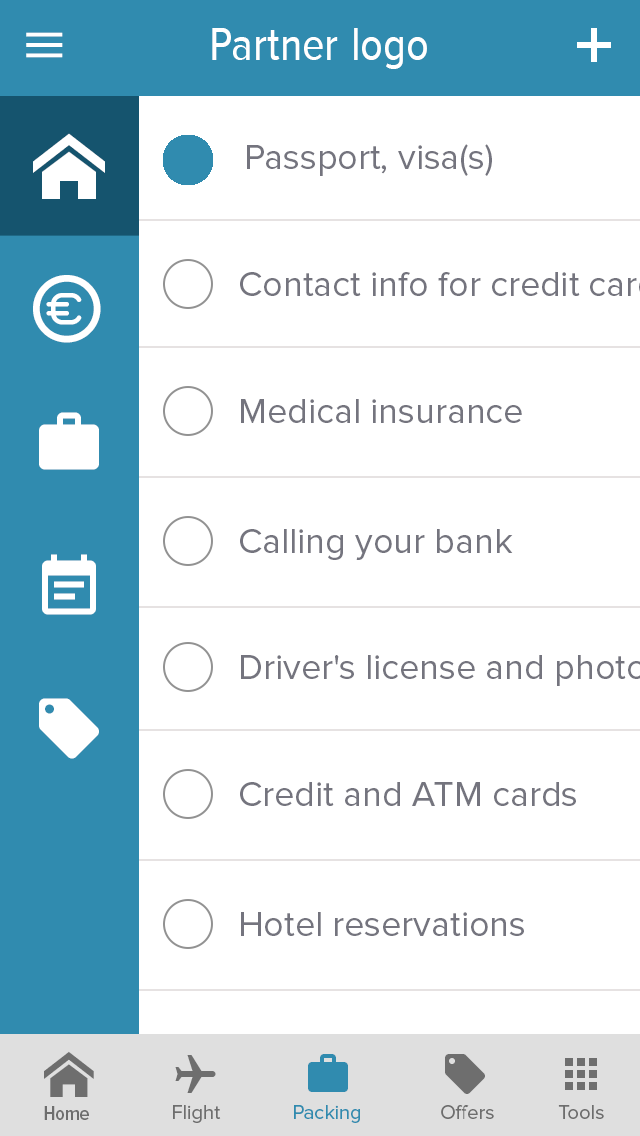 Partner logo
Passport, visa(s)
Contact info for credit car
Medical insurance
Calling your bank
Driver's license and photo
Credit and ATM cards
Hotel reservations
Home
Flight
Packing
Offers
Tools